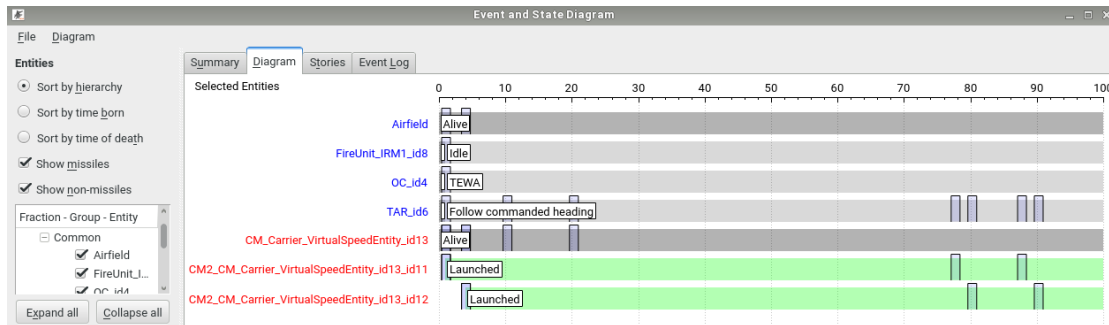 Event and State Diagram
File Diagram
Entities
Sort by hierarchy
Sort by time born
Sort by time of death
Show missiles
Show non-missiles
Fraction - Group - Entity
Common
Airfield
FireUnit_I...
OC_id4
Expand all Collapse all
Summary Diagram Stories Event Log
Selected Entities 0 10 20 30 40 50 60 70 80 90 100
Airfield Alive
FireUnit_IRM1_id8 Idle
OC_id4 TEWA
TAR_id6 Follow commanded heading
CM_Carrier_VirtualSpeedEntity_id13 Alive
CM2_CM_Carrier_VirtualSpeedEntity_id13_id11 Launched
CM2_CM_Carrier_VirtualSpeedEntity_id13_id12 Launched